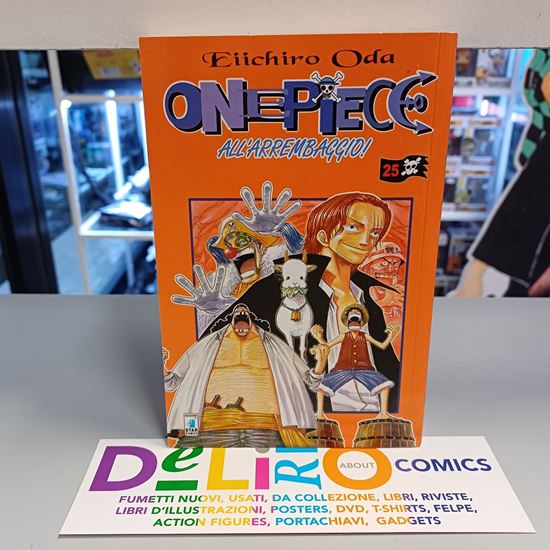 Eiichiro Oda
ONE PIECE
ALL'ARREMBAGGIO!
25
STAR
DeLiRiO ABOUT COMICS
FUMETTI NUOVI, USATI, DA COLLEZIONE, LIBRI, RIVISTE,
LIBRI D'ILLUSTRAZIONI, POSTERS, DVD, T-SHIRTS, FELPE,
ACTION FIGURES, PORTACHIAVI, GADGETS